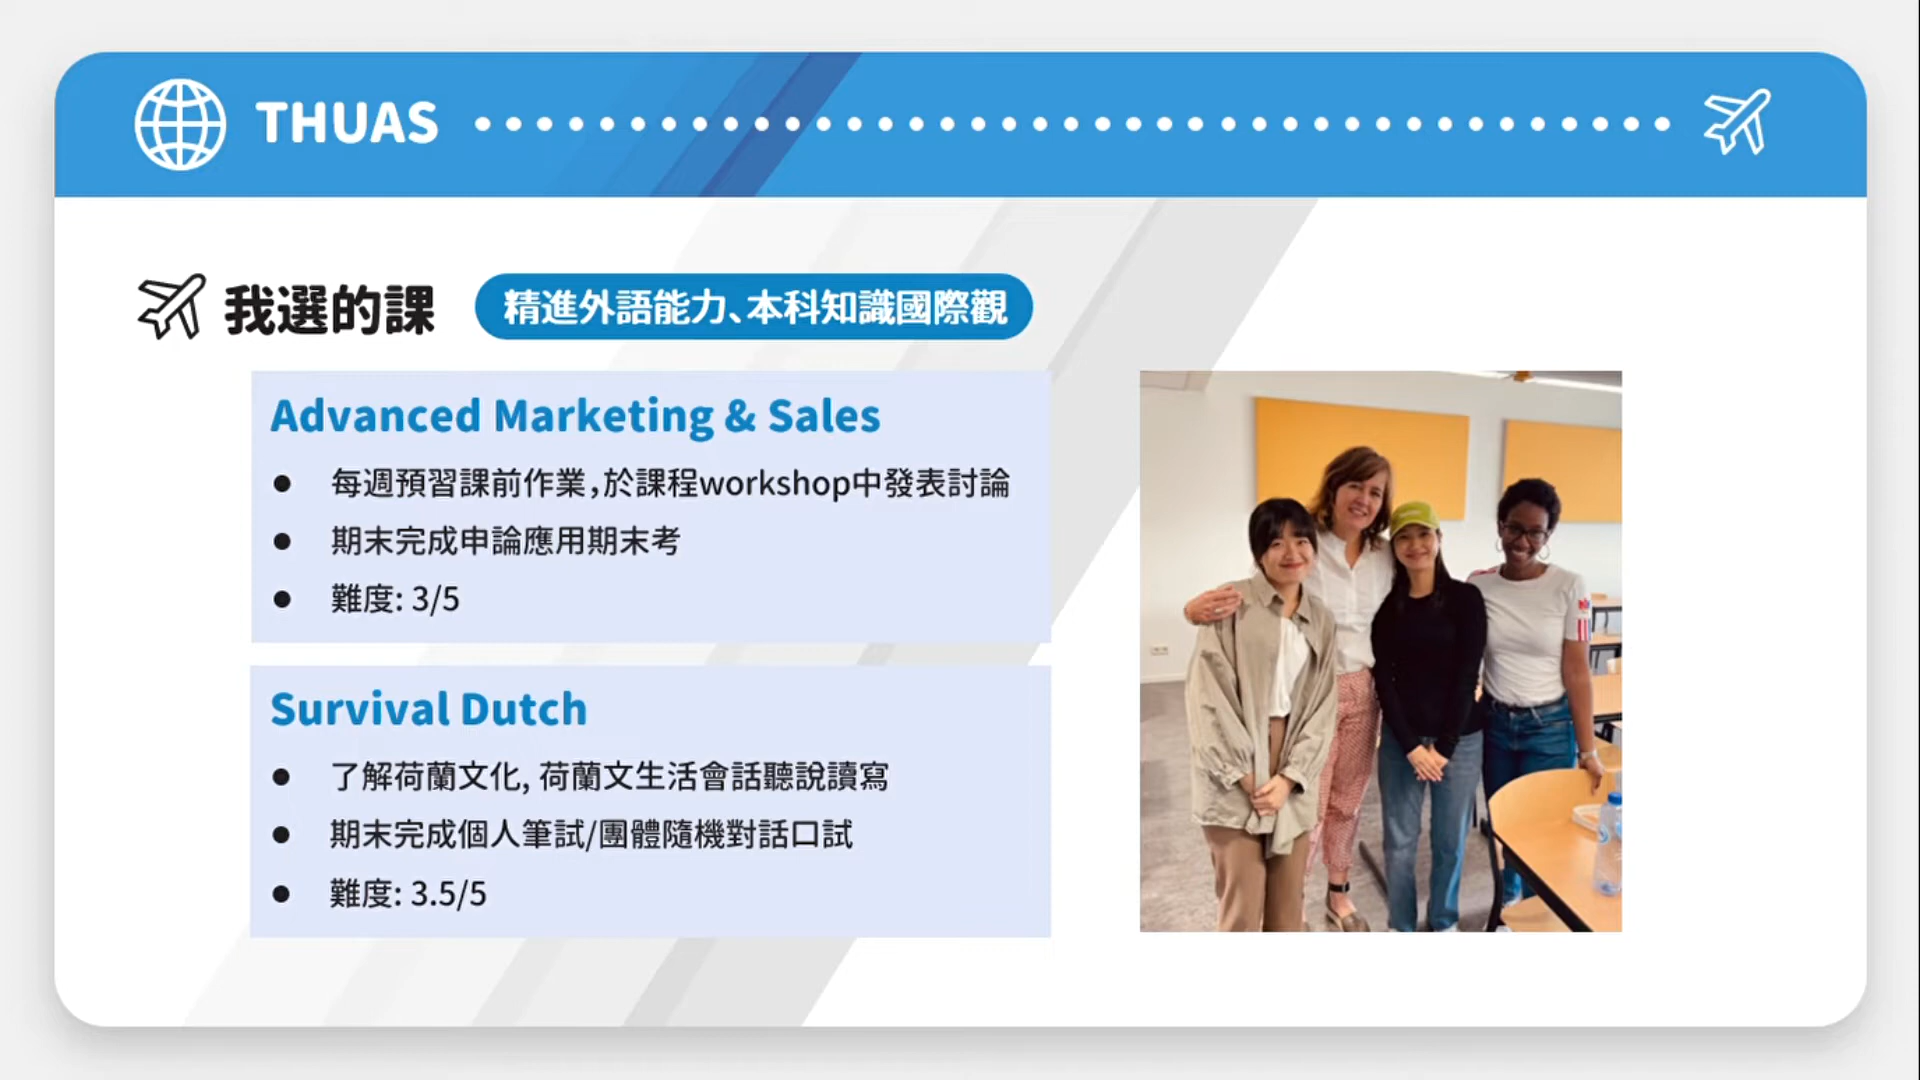 THUAS
我選的課
精進外語能力、本科知識國際觀
Advanced Marketing & Sales
● 每週預習課前作業，於課程workshop中發表討論
● 期末完成申論應用期末考
● 難度: 3/5
Survival Dutch
● 了解荷蘭文化, 荷蘭文生活會話聽說讀寫
● 期末完成個人筆試/團體隨機對話口試
● 難度: 3.5/5